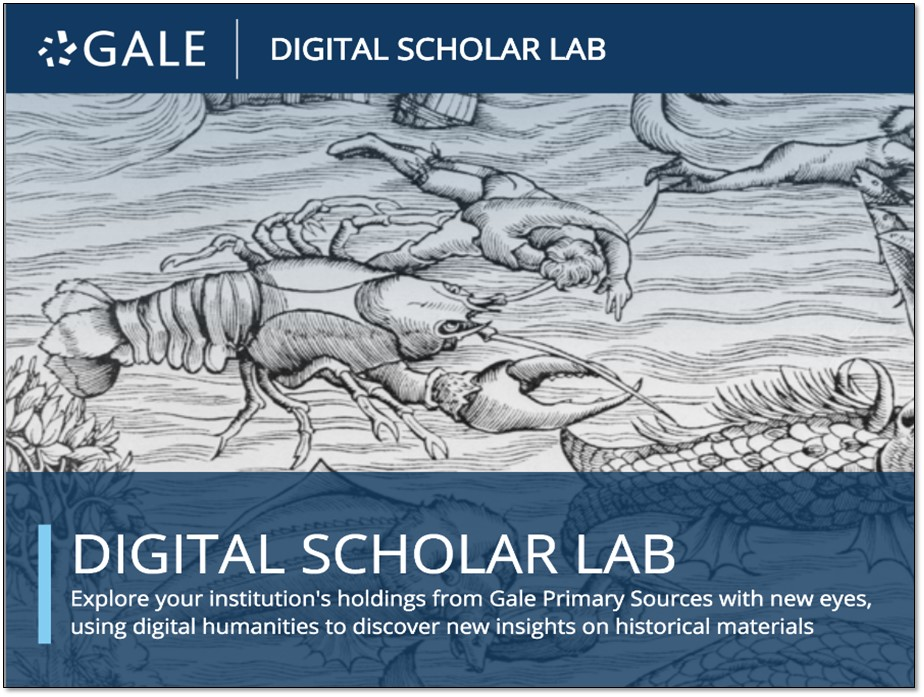 GALE
DIGITAL SCHOLAR LAB
DIGITAL SCHOLAR LAB
Explore your institution's holdings from Gale Primary Sources with new eyes,
using digital humanities to discover new insights on historical materials